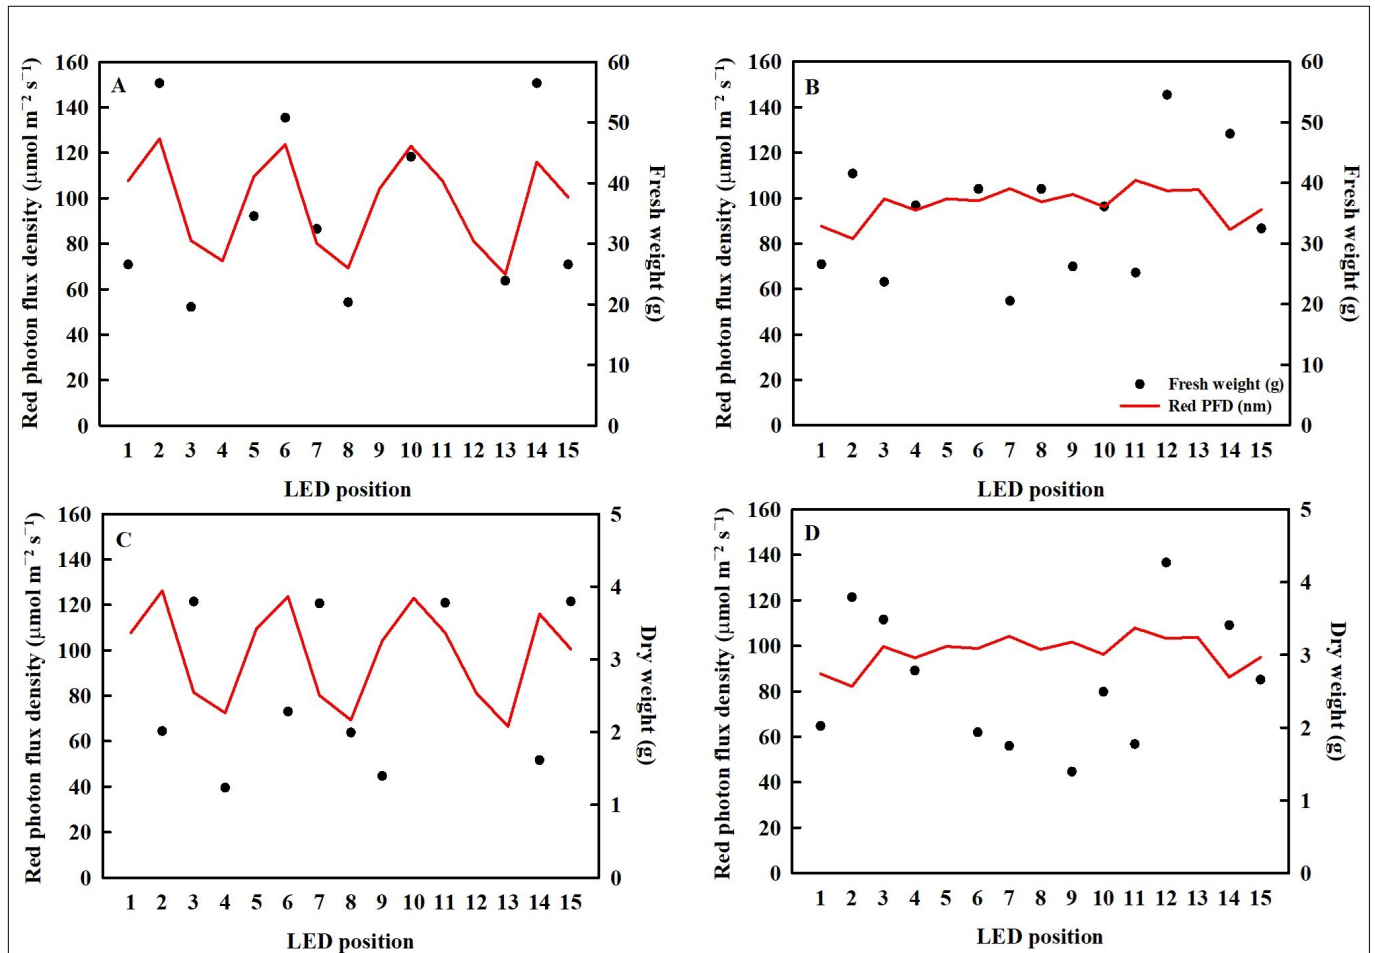 A
Red photon flux density (μmol m⁻² s⁻¹)
160
140
120
100
80
60
40
20
0
60
50
40
30
20
10
0
Fresh weight (g)
1 2 3 4 5 6 7 8 9 10 11 12 13 14 15
LED position
B
Red photon flux density (μmol m⁻² s⁻¹)
160
140
120
100
80
60
40
20
0
60
50
40
30
20
10
0
Fresh weight (g)
Fresh weight (g)
Red PFD (nm)
1 2 3 4 5 6 7 8 9 10 11 12 13 14 15
LED position
C
Red photon flux density (μmol m⁻² s⁻¹)
160
140
120
100
80
60
40
20
0
5
4
3
2
1
0
Dry weight (g)
1 2 3 4 5 6 7 8 9 10 11 12 13 14 15
LED position
D
Red photon flux density (μmol m⁻² s⁻¹)
160
140
120
100
80
60
40
20
0
5
4
3
2
1
0
Dry weight (g)
1 2 3 4 5 6 7 8 9 10 11 12 13 14 15
LED position